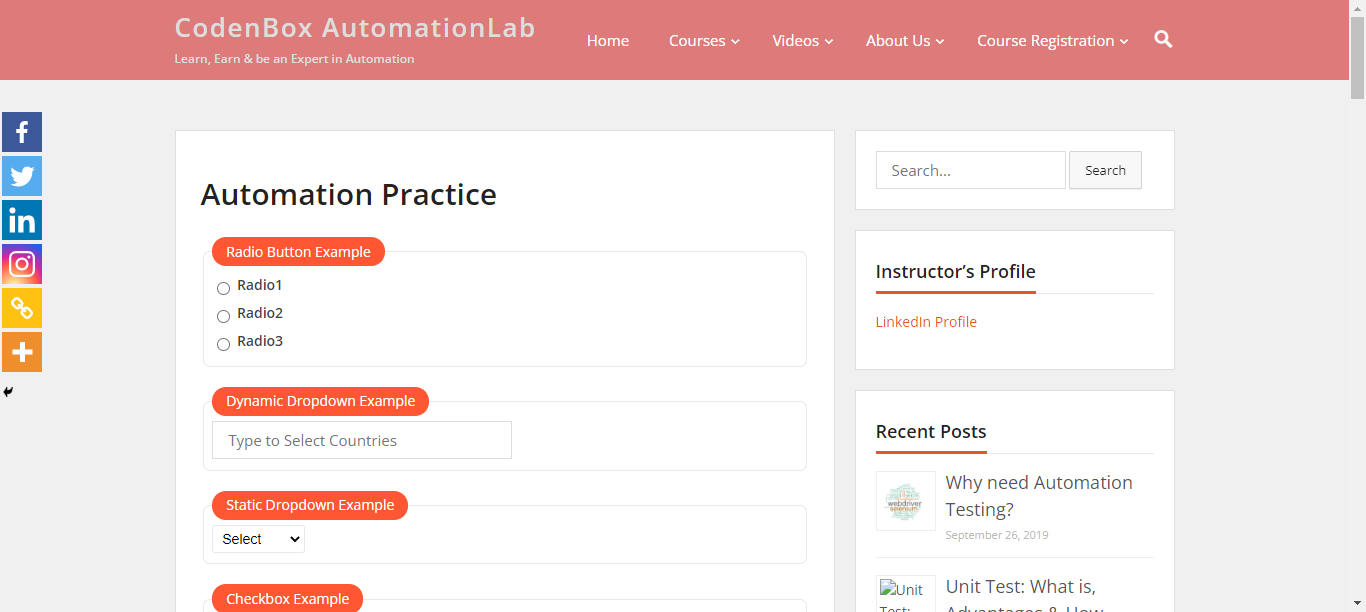 CodenBox AutomationLab
Learn, Earn & be an Expert in Automation
Home
Courses
Videos
About Us
Course Registration
Automation Practice
Radio Button Example
Radio1
Radio2
Radio3
Dynamic Dropdown Example
Type to Select Countries
Static Dropdown Example
Select
Checkbox Example
Search...
Search
Instructor’s Profile
LinkedIn Profile
Recent Posts
webdriver
selenium
Why need Automation
Testing?
September 26, 2019
Unit
Test:
Unit Test: What is,
Advantages & How